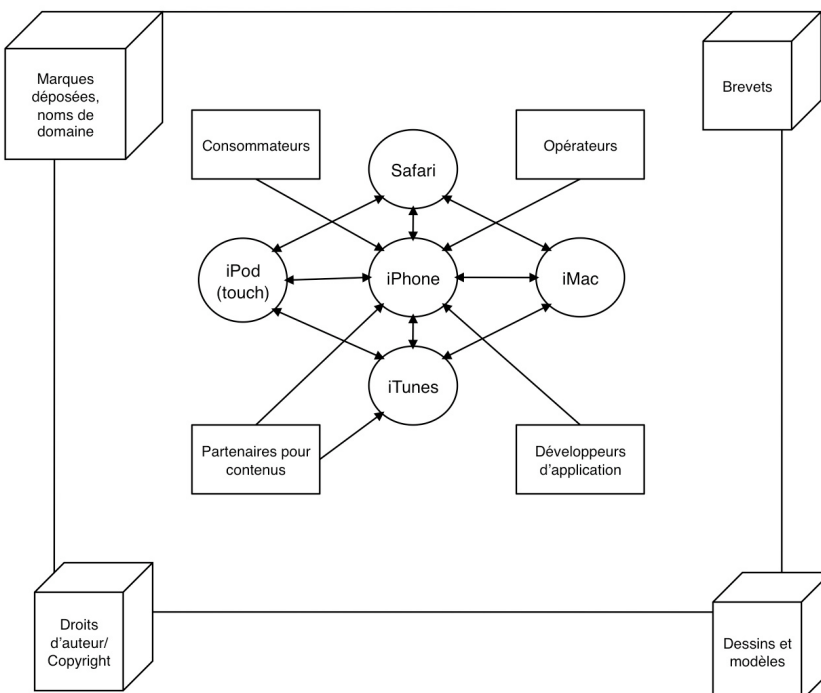 Marques
déposées,
noms de
domaine
Brevets
Consommateurs
Opérateurs
Safari
iPod
(touch)
iPhone
iMac
iTunes
Partenaires pour
contenus
Développeurs
d'application
Droits
d'auteur/
Copyright
Dessins et
modèles